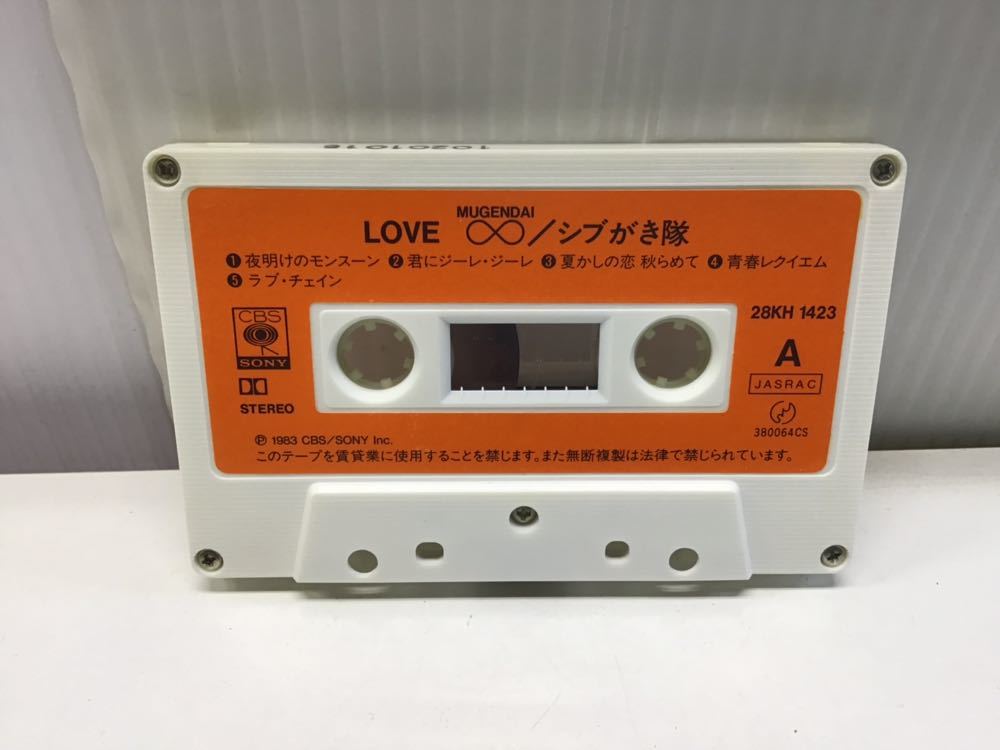 10201018
MUGENDAI
LOVE ∞/シブがき隊
❶ 夜明けのモンスーン ❷ 君にジーレ・ジーレ ❸ 夏かしの恋 秋らめて ❹ 青春レクイエム
❺ ラブ・チェイン
CBS
SONY
STEREO
28KH 1423
A
JASRAC
380064CS
Ⓟ 1983 CBS/SONY Inc.
このテープを賃貸業に使用することを禁じます。また無断複製は法律で禁じられています。